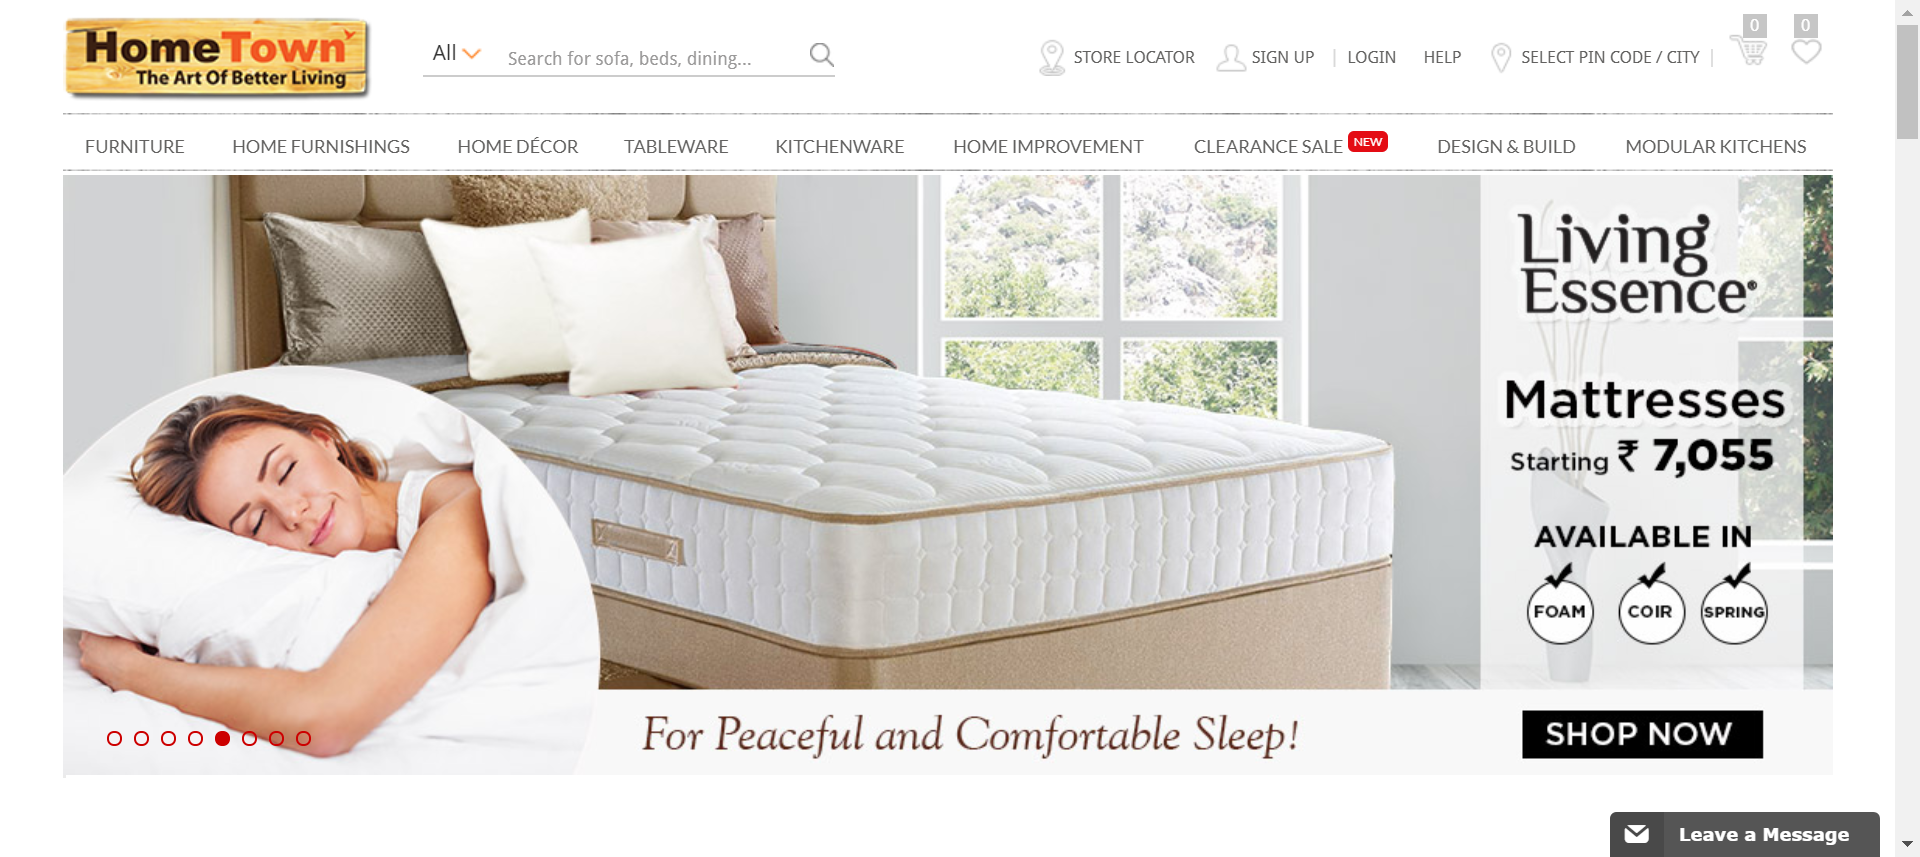 HomeTown
The Art Of Better Living
All
Search for sofa, beds, dining...
STORE LOCATOR
SIGN UP
LOGIN
HELP
SELECT PIN CODE / CITY
0
0
FURNITURE
HOME FURNISHINGS
HOME DÉCOR
TABLEWARE
KITCHENWARE
HOME IMPROVEMENT
CLEARANCE SALE NEW
DESIGN & BUILD
MODULAR KITCHENS
Living
Essence®
Mattresses
Starting ₹ 7,055
AVAILABLE IN
FOAM COIR SPRING
For Peaceful and Comfortable Sleep!
SHOP NOW
Leave a Message